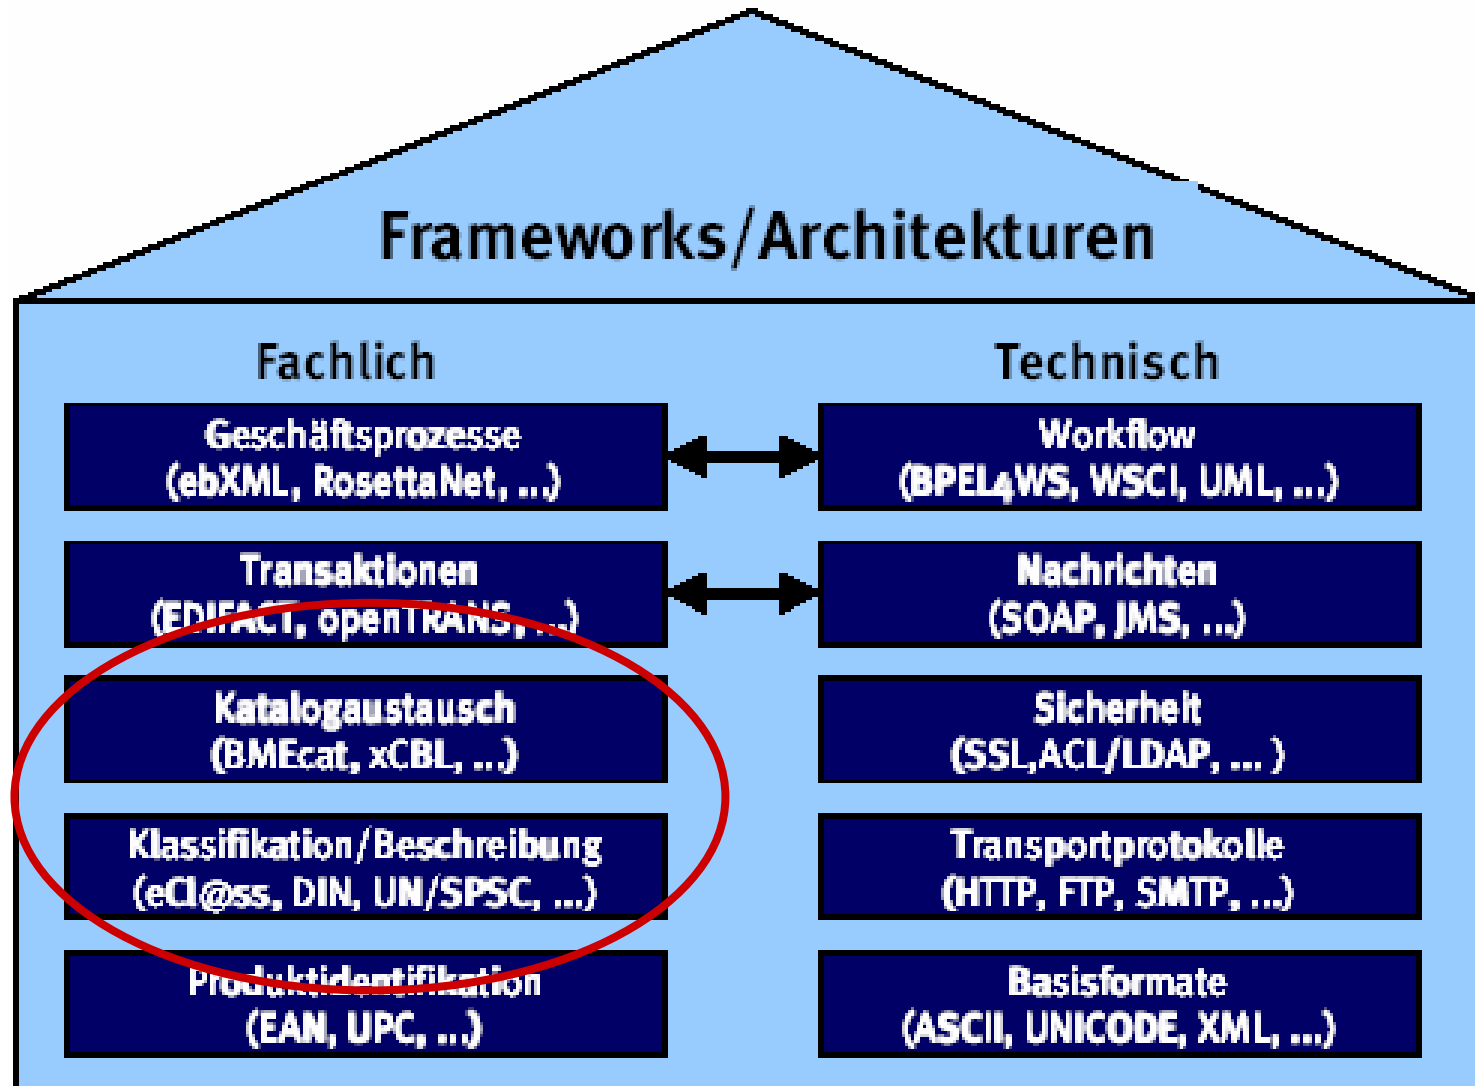 Frameworks/Architekturen
Fachlich
Geschäftsprozesse
(ebXML, RosettaNet, ...)
Transaktionen
(EDIFACT, openTRANS, ...)
Katalogaustausch
(BMEcat, xCBL, ...)
Klassifikation/Beschreibung
(eCl@ss, DIN, UN/SPSC, ...)
Produktidentifikation
(EAN, UPC, ...)
Technisch
Workflow
(BPEL4WS, WSCI, UML, ...)
Nachrichten
(SOAP, JMS, ...)
Sicherheit
(SSL,ACL/LDAP, ... )
Transportprotokolle
(HTTP, FTP, SMTP, ...)
Basisformate
(ASCII, UNICODE, XML, ...)